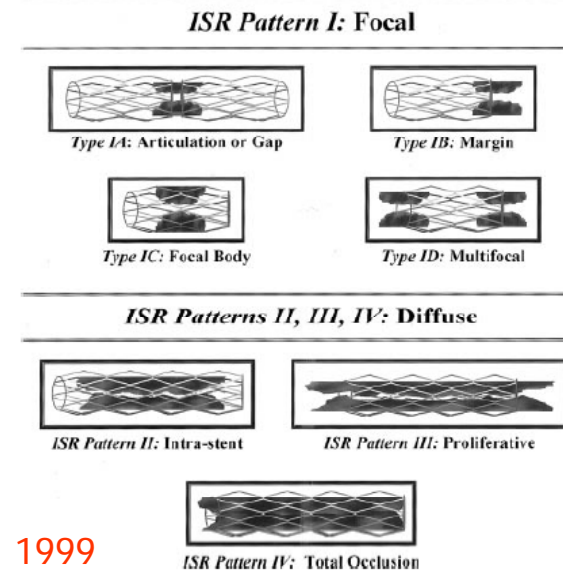 ISR Pattern I: Focal
Type IA: Articulation or Gap
Type IB: Margin
Type IC: Focal Body
Type ID: Multifocal
ISR Patterns II, III, IV: Diffuse
ISR Pattern II: Intra-stent
ISR Pattern III: Proliferative
ISR Pattern IV: Total Occlusion
1999